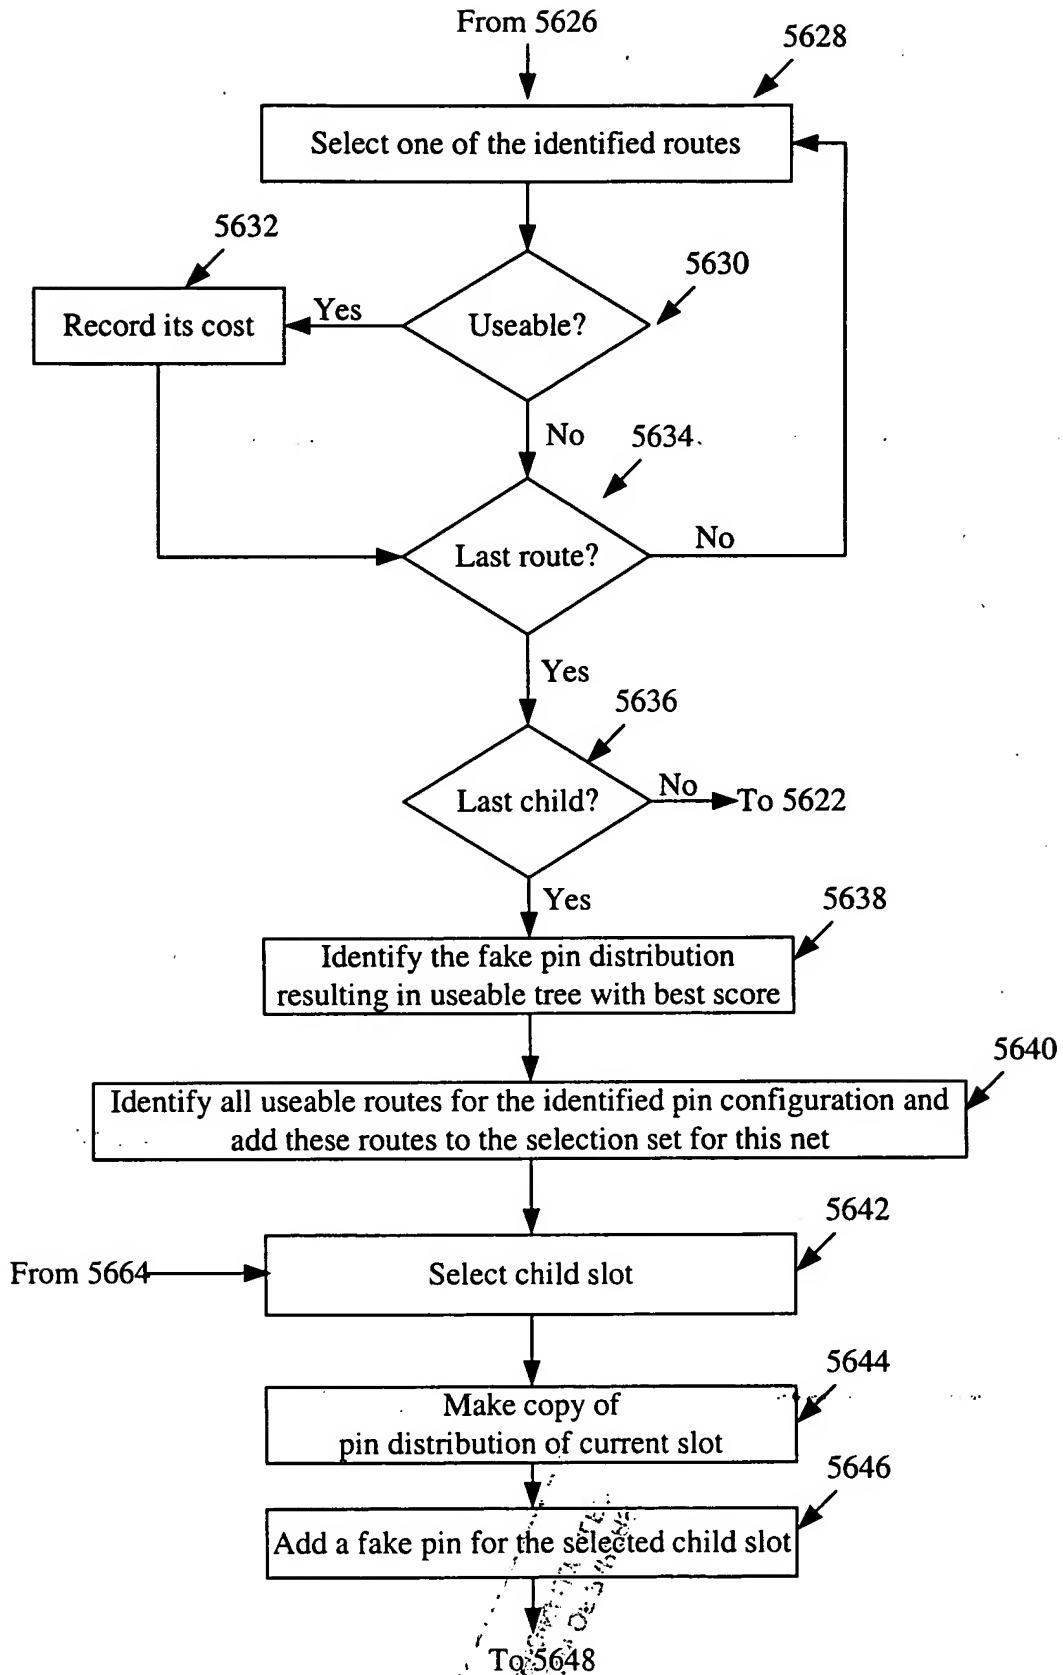 From 5626
5628
Select one of the identified routes
5632
5630
Record its cost
Yes
Useable?
No
5634
Last route?
No
Yes
5636
Last child?
No
To 5622
Yes
5638
Identify the fake pin distribution
resulting in useable tree with best score
5640
Identify all useable routes for the identified pin configuration and
add these routes to the selection set for this net
5642
From 5664
Select child slot
5644
Make copy of
pin distribution of current slot
5646
Add a fake pin for the selected child slot
To 5648